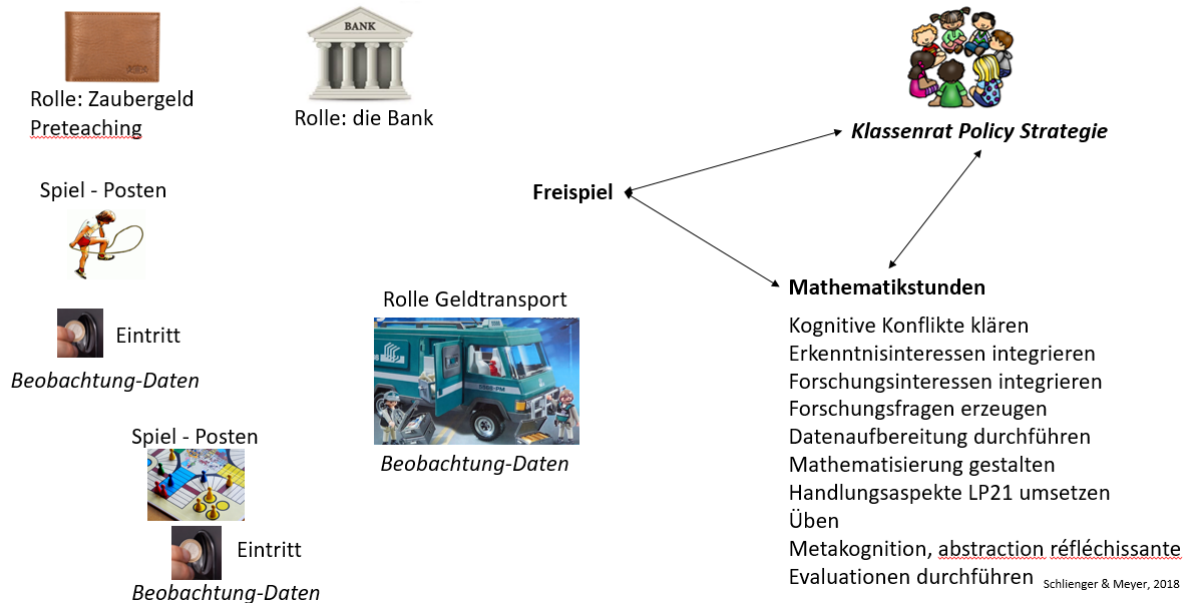 BANK
Rolle: Zaubergeld
Preteaching
Rolle: die Bank
Klassenrat Policy Strategie
Spiel - Posten
Freispiel
Mathematikstunden
Rolle Geldtransport
Eintritt
Beobachtung-Daten
Kognitive Konflikte klären
Erkenntnisinteressen integrieren
Forschungsinteressen integrieren
Forschungsfragen erzeugen
Datenaufbereitung durchführen
Mathematisierung gestalten
Handlungsaspekte LP21 umsetzen
Üben
Metakognition, abstraction réfléchissante
Evaluationen durchführen
Schlienger & Meyer, 2018
Spiel - Posten
Beobachtung-Daten
Eintritt
Beobachtung-Daten